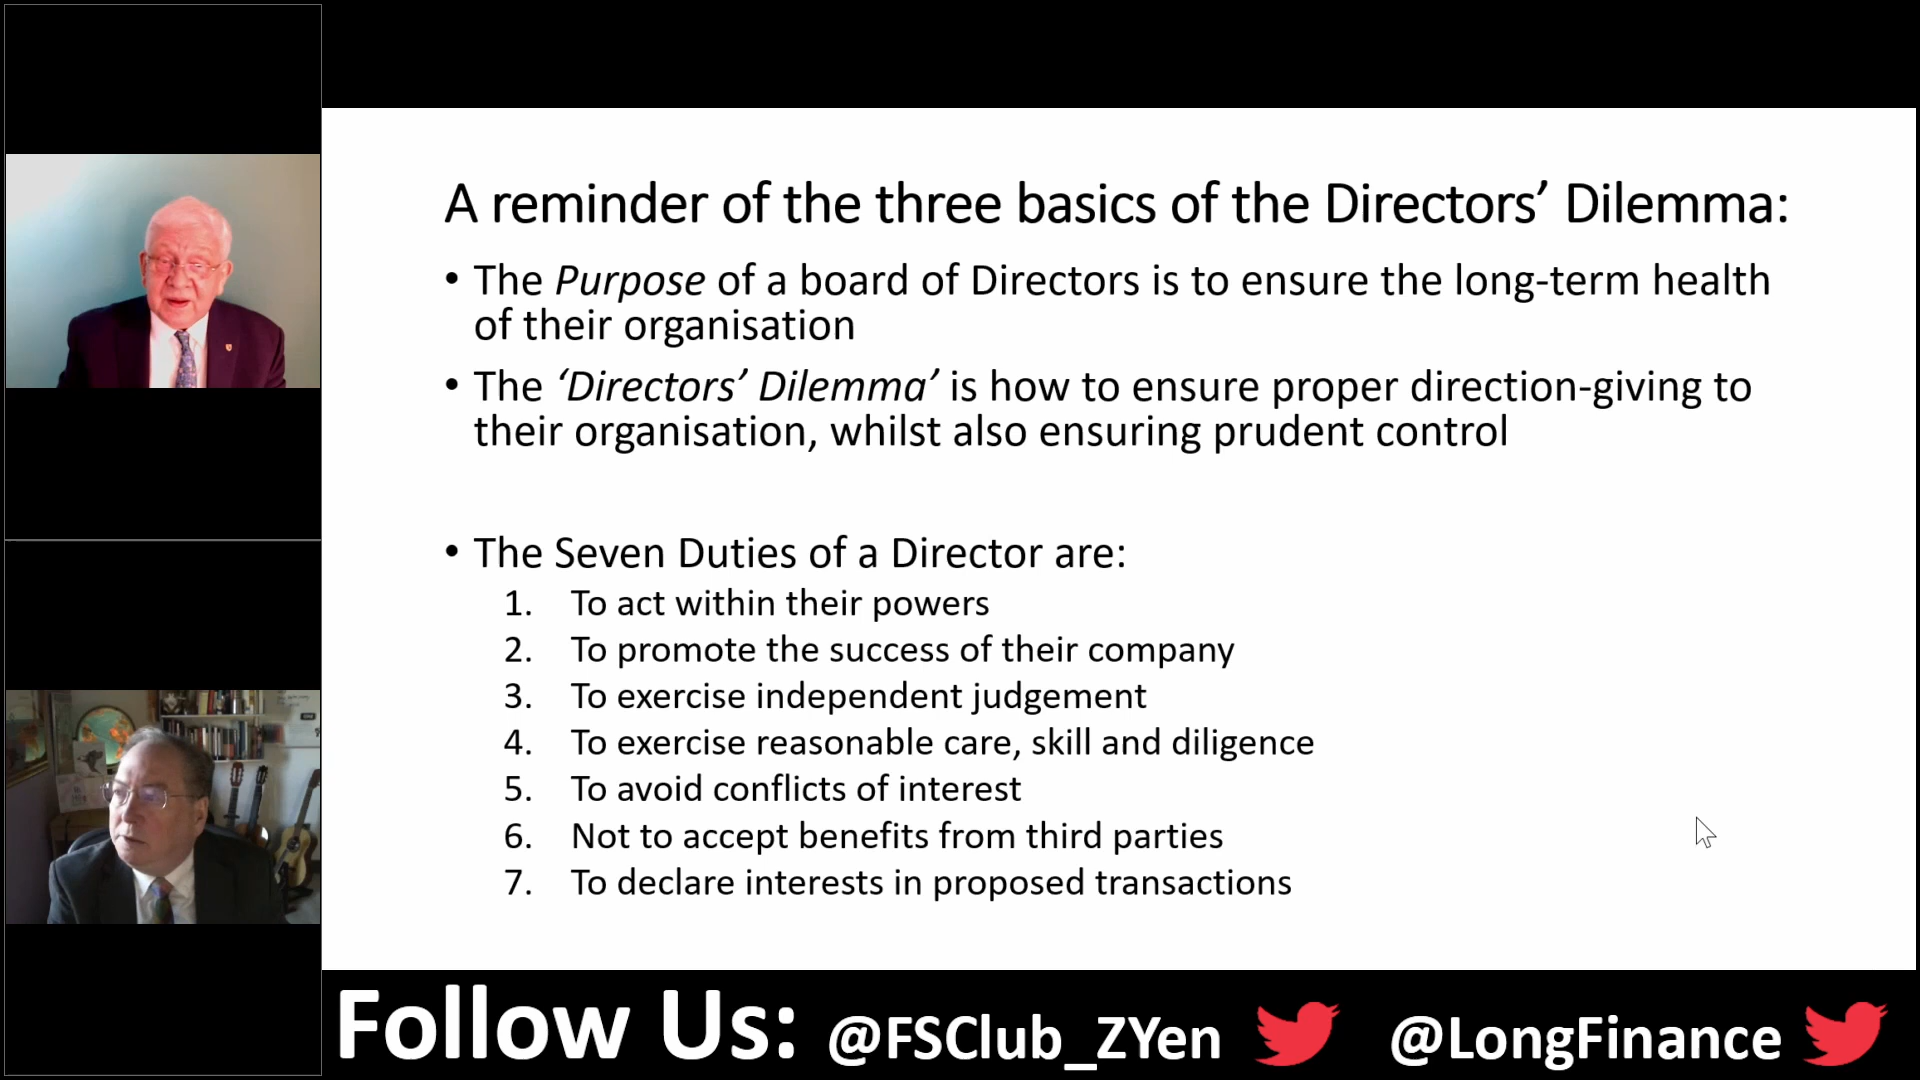 A reminder of the three basics of the Directors’ Dilemma:
• The Purpose of a board of Directors is to ensure the long-term health
of their organisation
• The ‘Directors’ Dilemma’ is how to ensure proper direction-giving to
their organisation, whilst also ensuring prudent control
• The Seven Duties of a Director are:
1. To act within their powers
2. To promote the success of their company
3. To exercise independent judgement
4. To exercise reasonable care, skill and diligence
5. To avoid conflicts of interest
6. Not to accept benefits from third parties
7. To declare interests in proposed transactions
Follow Us: @FSClub_ZYen @LongFinance